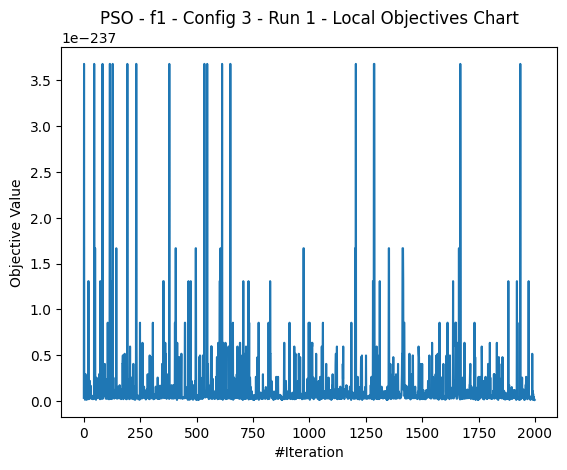 PSO - f1 - Config 3 - Run 1 - Local Objectives Chart
1e−237
3.5
3.0
2.5
2.0
1.5
1.0
0.5
0.0
Objective Value
0 250 500 750 1000 1250 1500 1750 2000
#Iteration